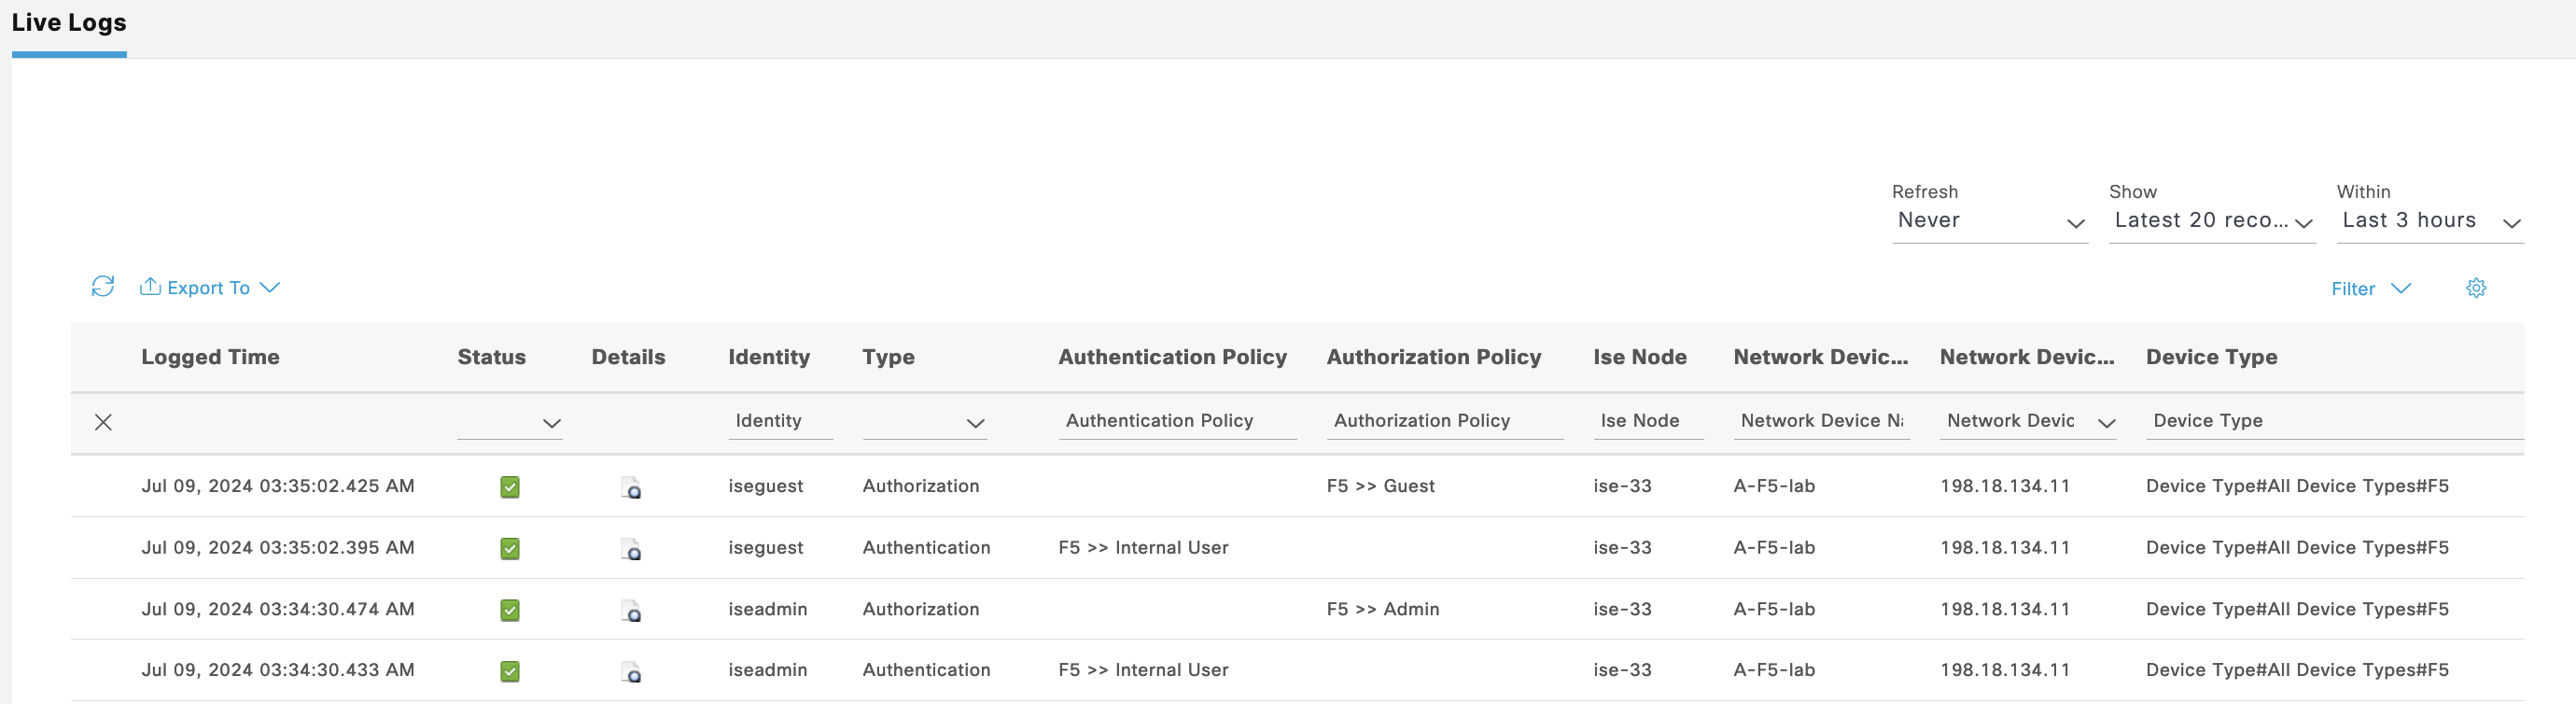 Live Logs
Refresh Show Within
Never Latest 20 reco... Last 3 hours
Export To Filter
Logged Time Status Details Identity Type Authentication Policy Authorization Policy Ise Node Network Devic... Network Devic... Device Type
Identity Authentication Policy Authorization Policy Ise Node Network Device Na Network Devic Device Type
Jul 09, 2024 03:35:02.425 AM iseguest Authorization F5 >> Guest ise-33 A-F5-lab 198.18.134.11 Device Type#All Device Types#F5
Jul 09, 2024 03:35:02.395 AM iseguest Authentication F5 >> Internal User ise-33 A-F5-lab 198.18.134.11 Device Type#All Device Types#F5
Jul 09, 2024 03:34:30.474 AM iseadmin Authorization F5 >> Admin ise-33 A-F5-lab 198.18.134.11 Device Type#All Device Types#F5
Jul 09, 2024 03:34:30.433 AM iseadmin Authentication F5 >> Internal User ise-33 A-F5-lab 198.18.134.11 Device Type#All Device Types#F5